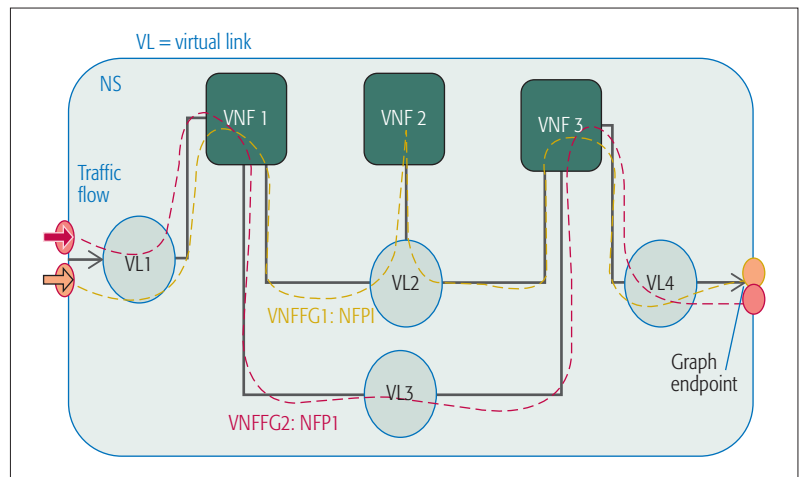 VL = virtual link
NS
VNF 1
VNF 2
VNF 3
Traffic
flow
VL1
VL2
VL4
VNFFG1: NFPI
Graph
endpoint
VL3
VNFFG2: NFP1